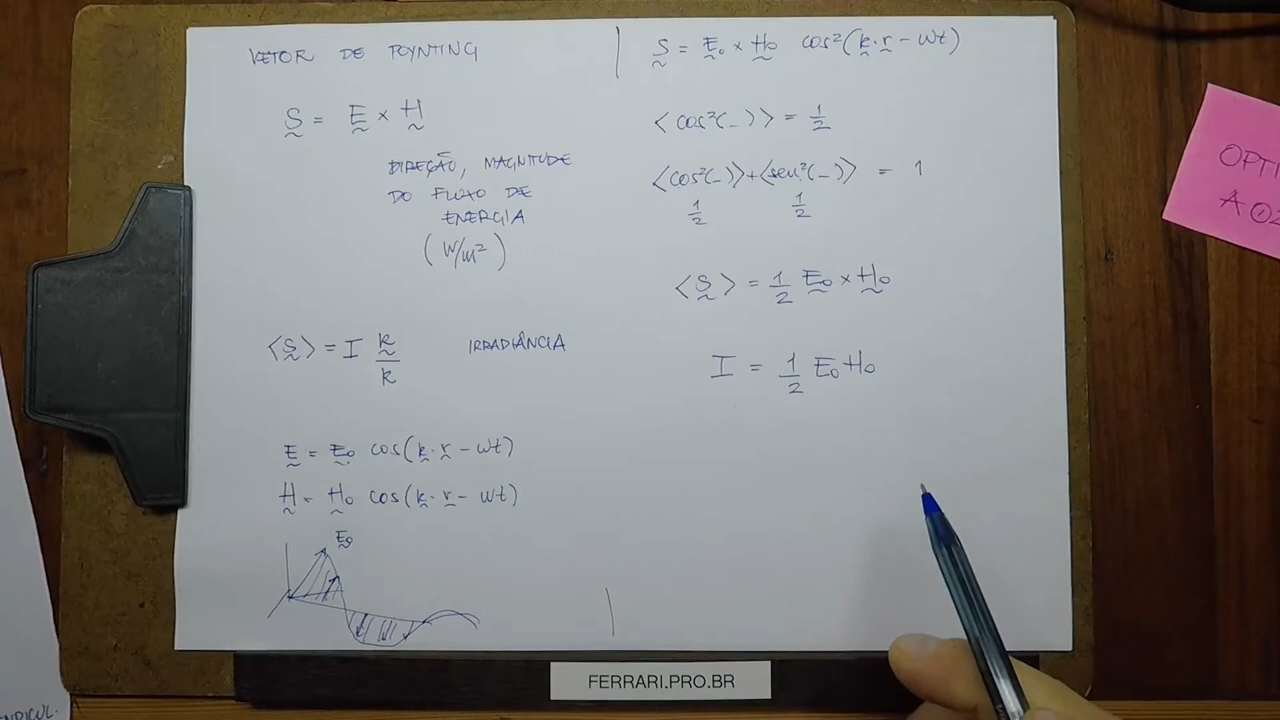 VETOR DE POYNTING
S = E × H
DIREÇÃO, MAGNITUDE
DO FLUXO DE
ENERGIA
(W/m²)
⟨S⟩ = I k/k IRRADIÂNCIA
E = E₀ cos(k·r - ωt)
H = H₀ cos(k·r - ωt)
E₀
S = E₀ × H₀ cos²(k·r - ωt)
⟨cos²(_)⟩ = 1/2
⟨cos²(_)⟩+⟨sen²(_)⟩ = 1
1/2 1/2
⟨S⟩ = 1/2 E₀ × H₀
I = 1/2 E₀H₀
OPTI
A
FERRARI.PRO.BR